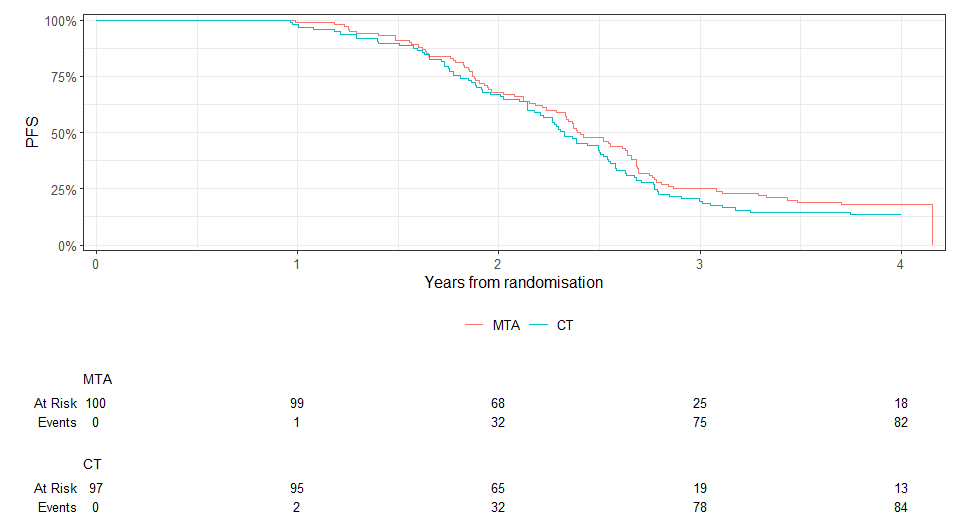 100%
75%
50%
25%
0%
PFS
0 1 2 3 4
Years from randomisation
MTA CT
MTA
At Risk 100 99 68 25 18
Events 0 1 32 75 82
CT
At Risk 97 95 65 19 13
Events 0 2 32 78 84